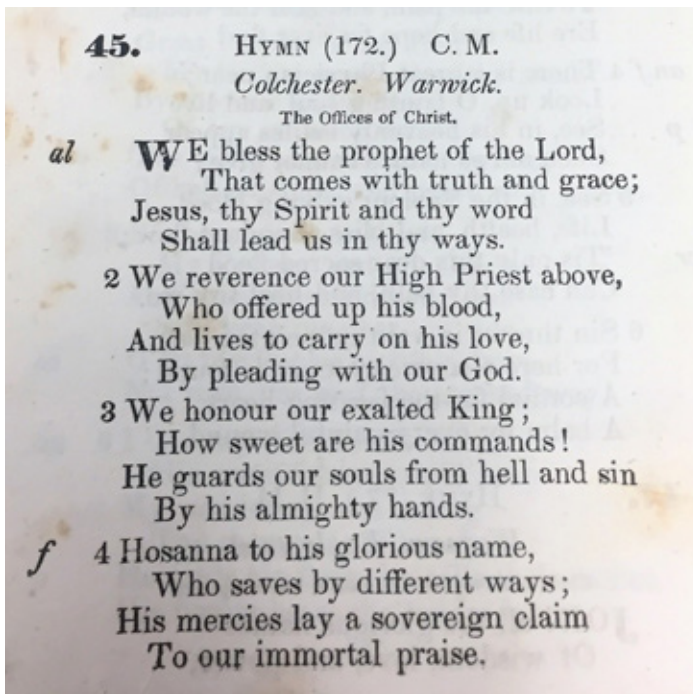 45. HYMN (172.) C. M.
Colchester. Warwick.
The Offices of Christ.
al WE bless the prophet of the Lord,
That comes with truth and grace;
Jesus, thy Spirit and thy word
Shall lead us in thy ways.
2 We reverence our High Priest above,
Who offered up his blood,
And lives to carry on his love,
By pleading with our God.
3 We honour our exalted King;
How sweet are his commands!
He guards our souls from hell and sin
By his almighty hands.
f 4 Hosanna to his glorious name,
Who saves by different ways;
His mercies lay a sovereign claim
To our immortal praise.